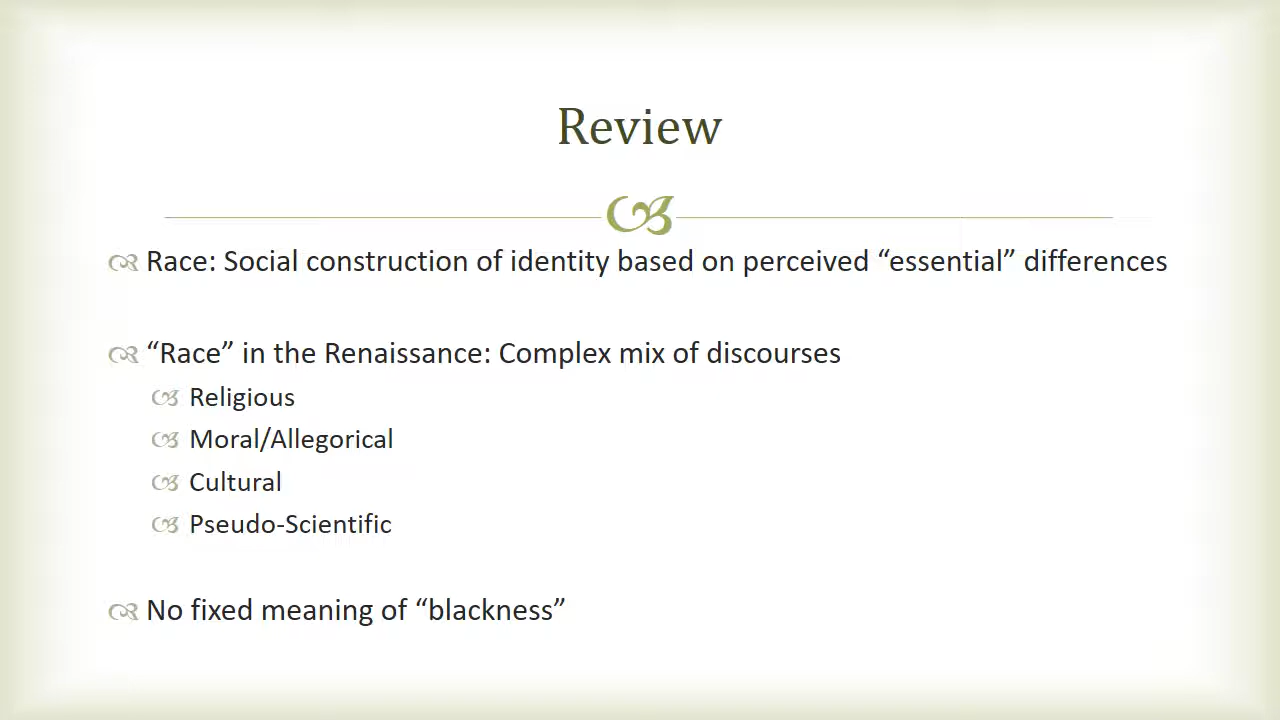 Review
Race: Social construction of identity based on perceived “essential” differences
“Race” in the Renaissance: Complex mix of discourses
Religious
Moral/Allegorical
Cultural
Pseudo-Scientific
No fixed meaning of “blackness”